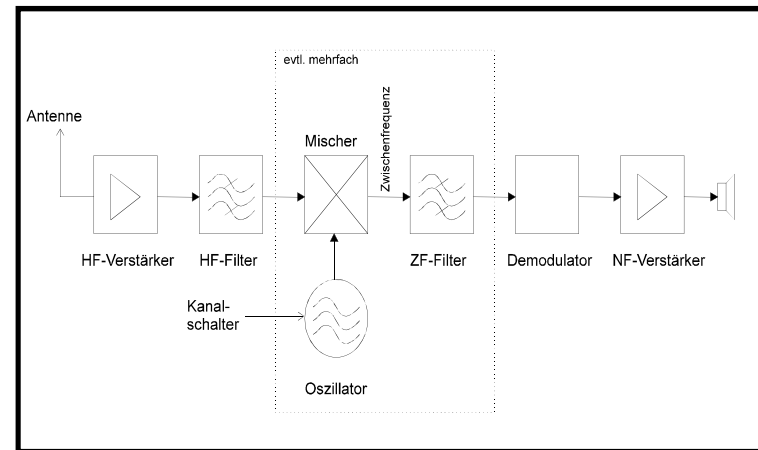 evtl. mehrfach
Antenne
Mischer
Zwischenfrequenz
HF-Verstärker
HF-Filter
ZF-Filter
Demodulator
NF-Verstärker
Kanal-
schalter
Oszillator